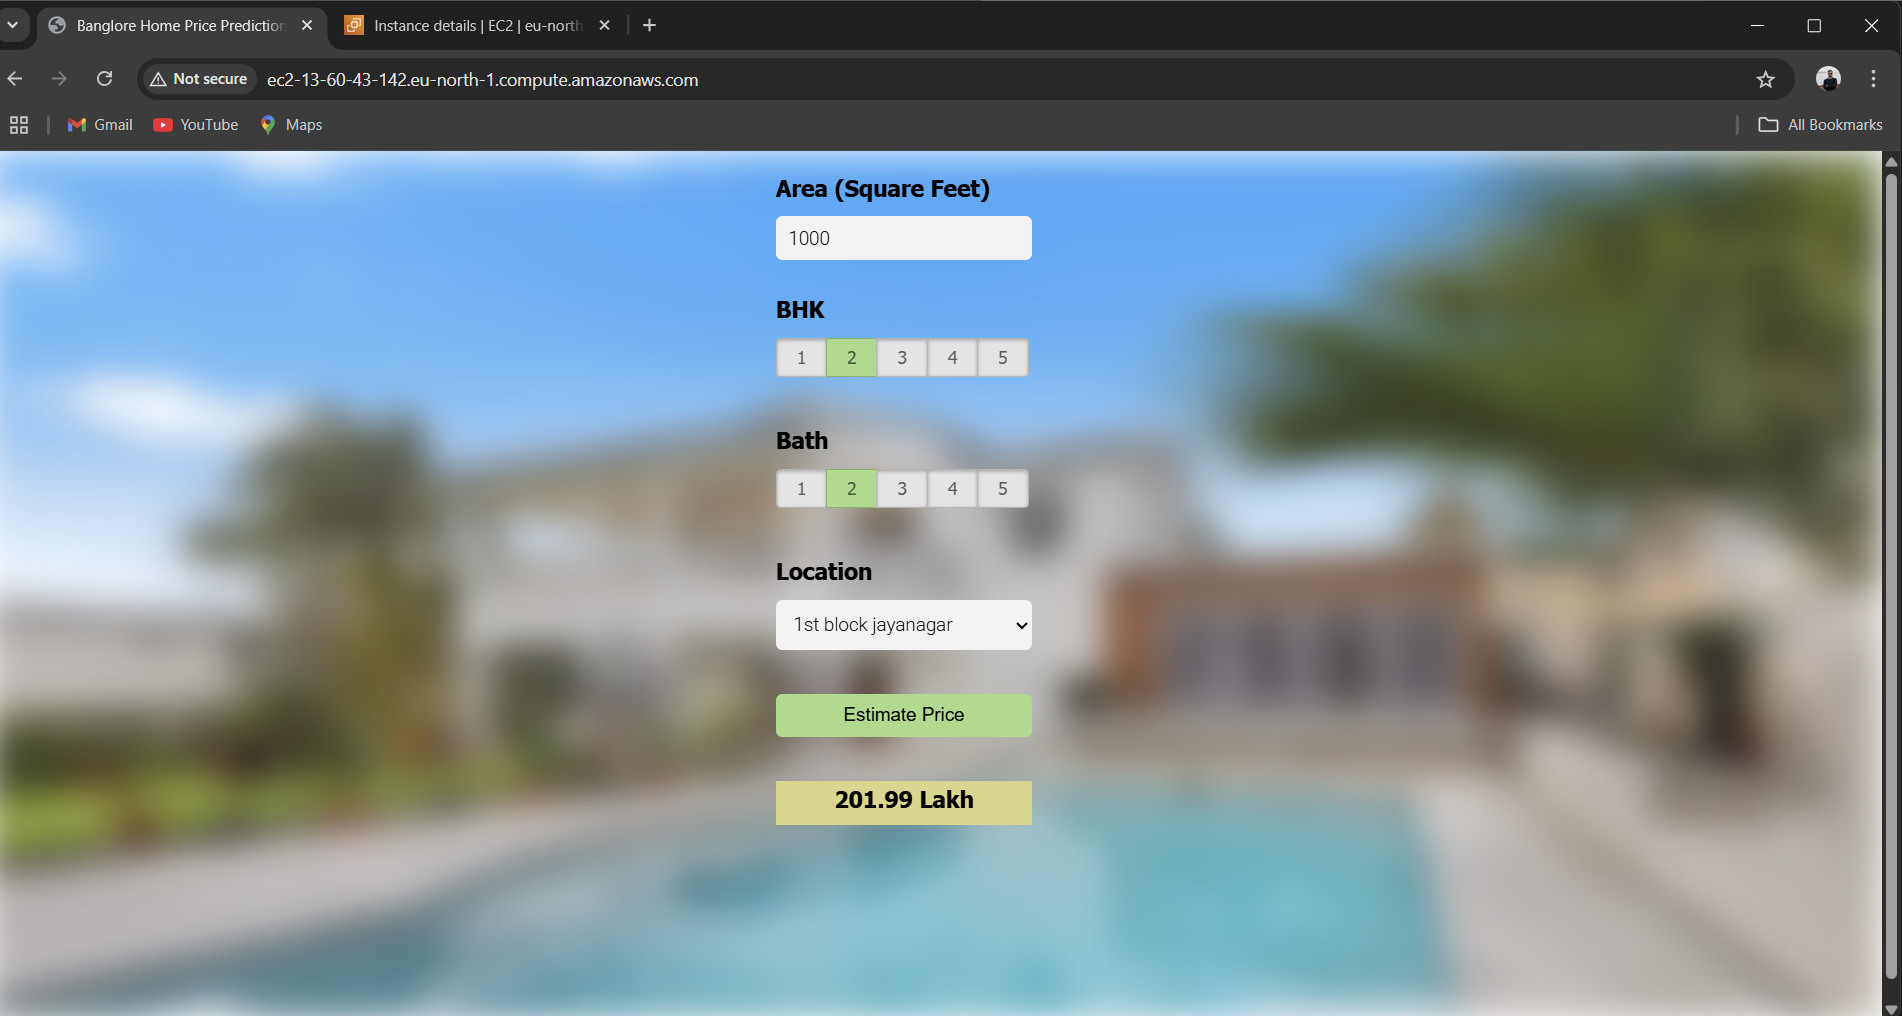 Banglore Home Price Prediction
Instance details | EC2 | eu-north
Not secure
ec2-13-60-43-142.eu-north-1.compute.amazonaws.com
Gmail
YouTube
Maps
All Bookmarks
Area (Square Feet)
1000
BHK
1 2 3 4 5
Bath
1 2 3 4 5
Location
1st block jayanagar
Estimate Price
201.99 Lakh